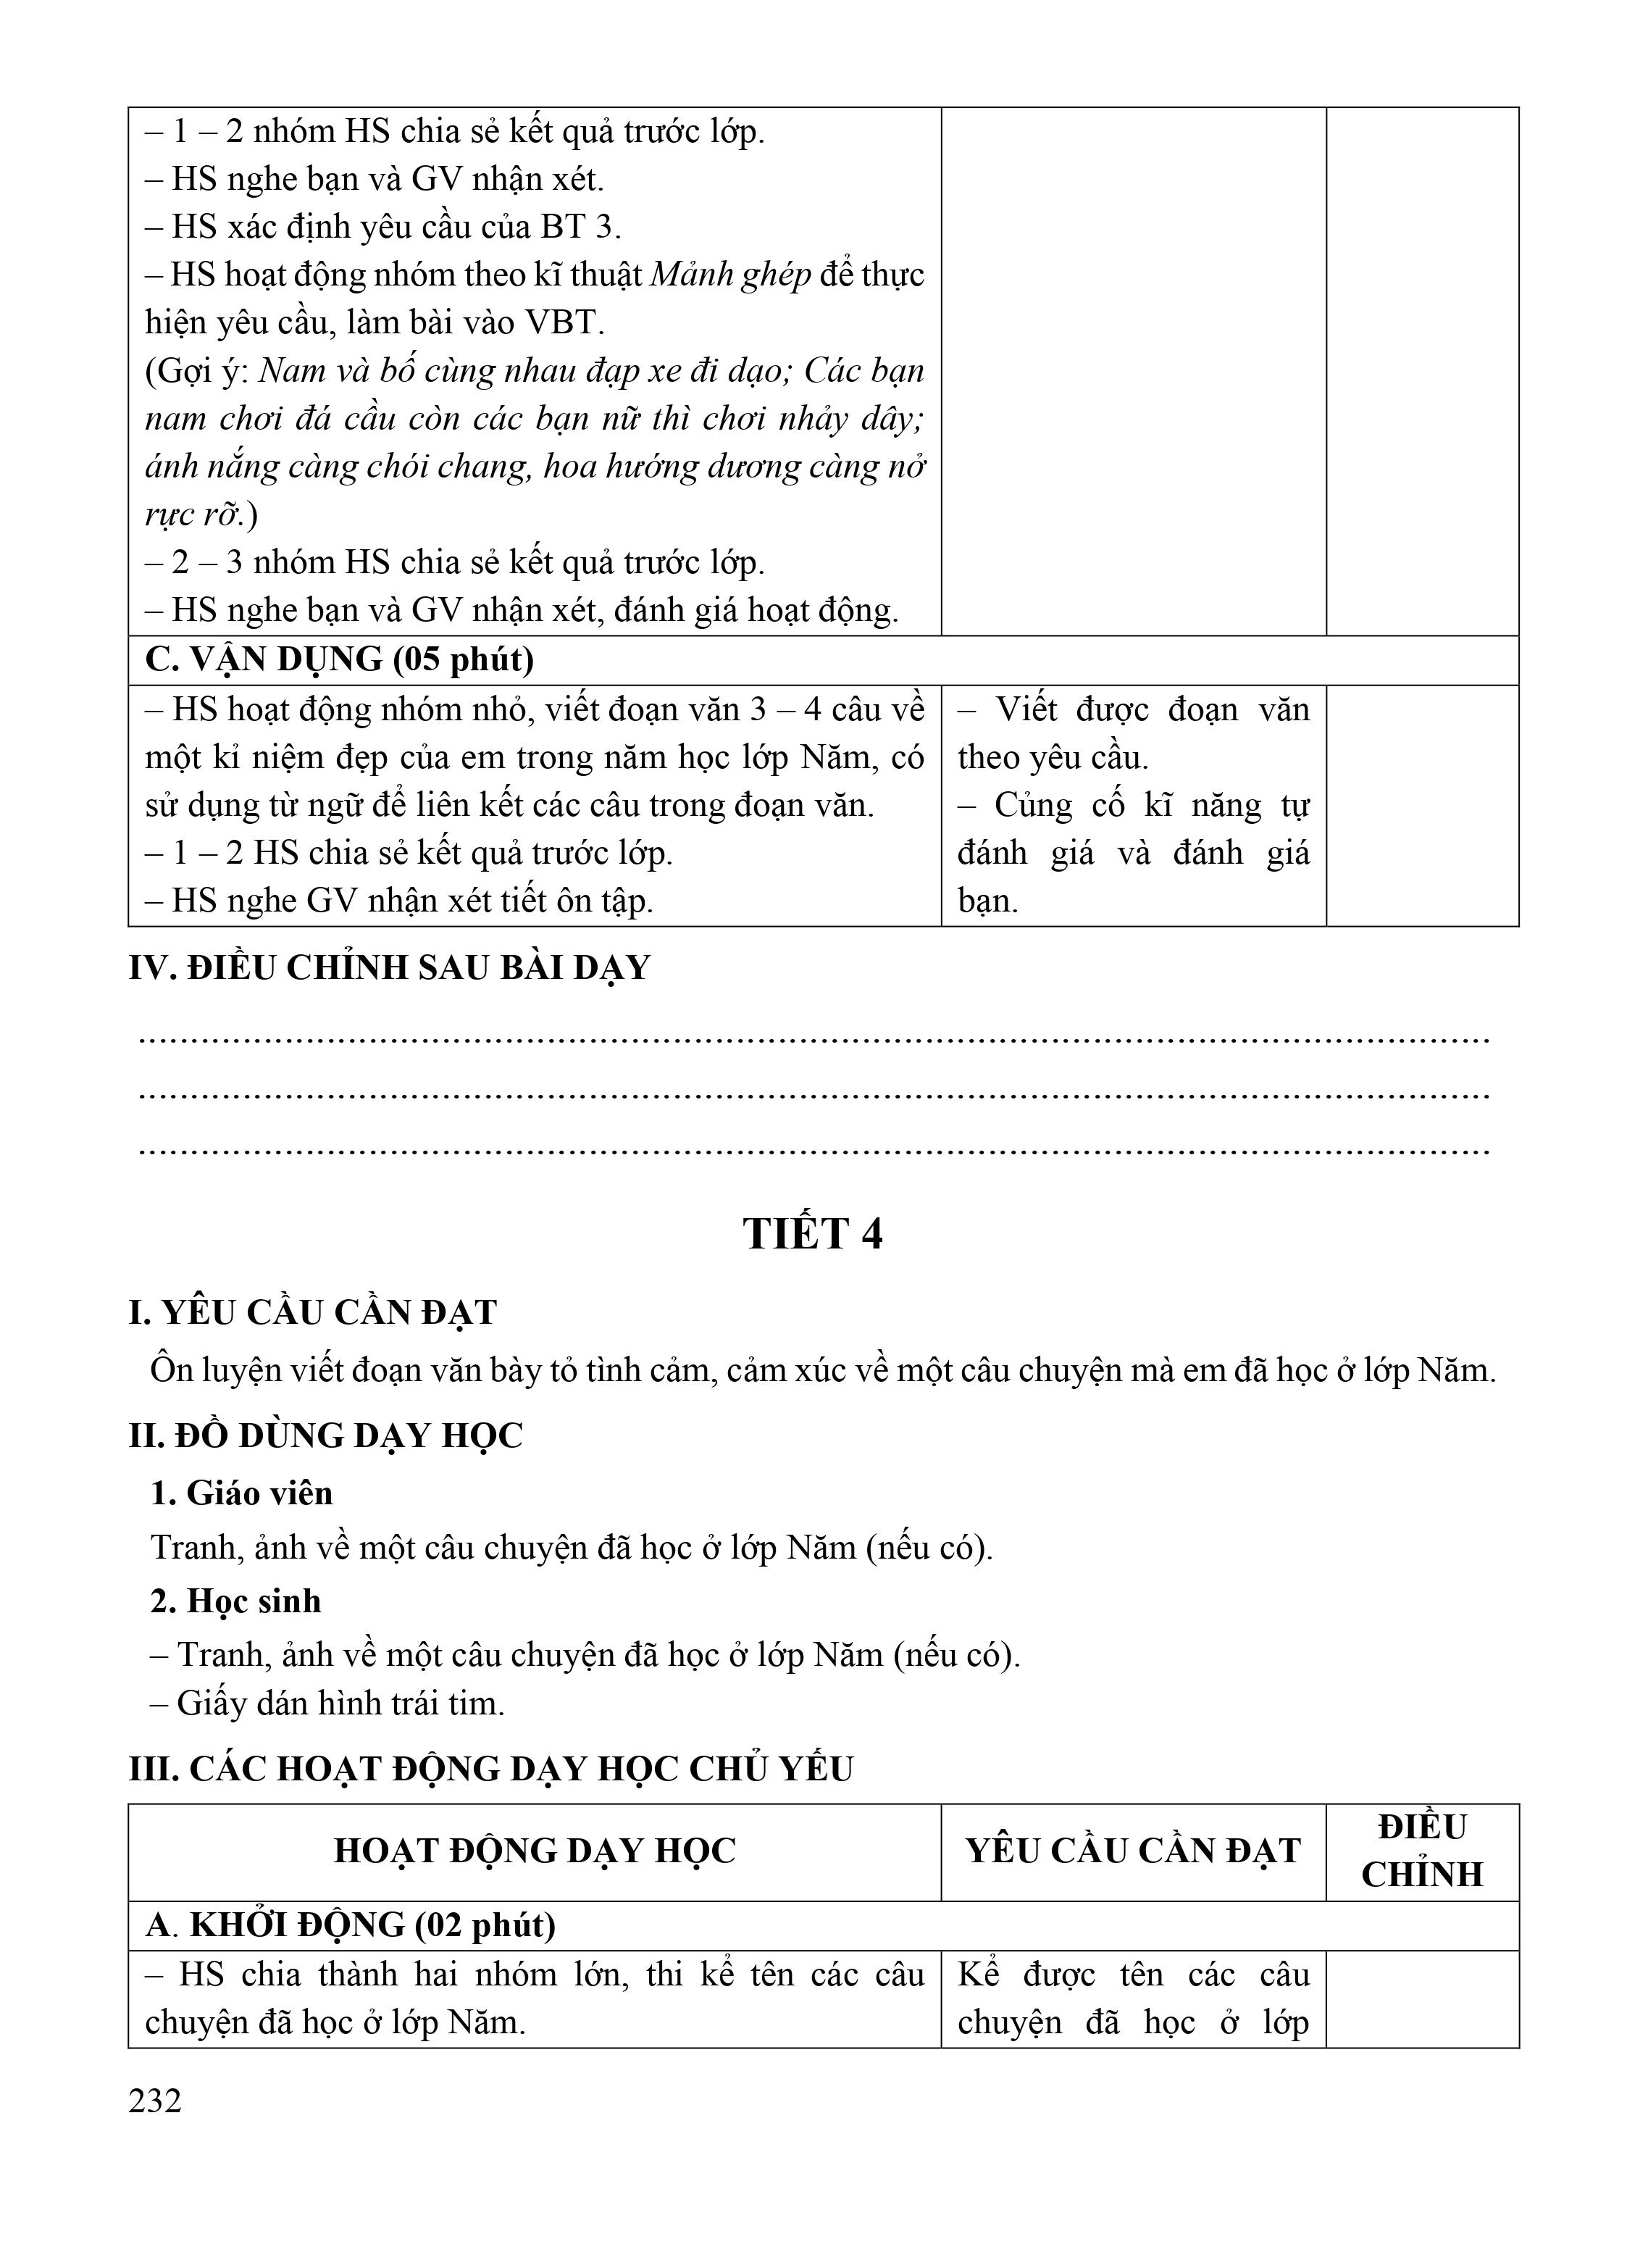 – 1 – 2 nhóm HS chia sẻ kết quả trước lớp.
– HS nghe bạn và GV nhận xét.
– HS xác định yêu cầu của BT 3.
– HS hoạt động nhóm theo kĩ thuật Mảnh ghép để thực
hiện yêu cầu, làm bài vào VBT.
(Gợi ý: Nam và bố cùng nhau đạp xe đi dạo; Các bạn
nam chơi đá cầu còn các bạn nữ thì chơi nhảy dây;
ánh nắng càng chói chang, hoa hướng dương càng nở
rực rỡ.)
– 2 – 3 nhóm HS chia sẻ kết quả trước lớp.
– HS nghe bạn và GV nhận xét, đánh giá hoạt động.
C. VẬN DỤNG (05 phút)
– HS hoạt động nhóm nhỏ, viết đoạn văn 3 – 4 câu về
một kỉ niệm đẹp của em trong năm học lớp Năm, có
sử dụng từ ngữ để liên kết các câu trong đoạn văn.
– 1 – 2 HS chia sẻ kết quả trước lớp.
– HS nghe GV nhận xét tiết ôn tập.
– Viết được đoạn văn
theo yêu cầu.
– Củng cố kĩ năng tự
đánh giá và đánh giá
bạn.
IV. ĐIỀU CHỈNH SAU BÀI DẠY
TIẾT 4
I. YÊU CẦU CẦN ĐẠT
Ôn luyện viết đoạn văn bày tỏ tình cảm, cảm xúc về một câu chuyện mà em đã học ở lớp Năm.
II. ĐỒ DÙNG DẠY HỌC
1. Giáo viên
Tranh, ảnh về một câu chuyện đã học ở lớp Năm (nếu có).
2. Học sinh
– Tranh, ảnh về một câu chuyện đã học ở lớp Năm (nếu có).
– Giấy dán hình trái tim.
III. CÁC HOẠT ĐỘNG DẠY HỌC CHỦ YẾU
HOẠT ĐỘNG DẠY HỌC
YÊU CẦU CẦN ĐẠT
ĐIỀU
CHỈNH
A. KHỞI ĐỘNG (02 phút)
– HS chia thành hai nhóm lớn, thi kể tên các câu
chuyện đã học ở lớp Năm.
Kể được tên các câu
chuyện đã học ở lớp
232